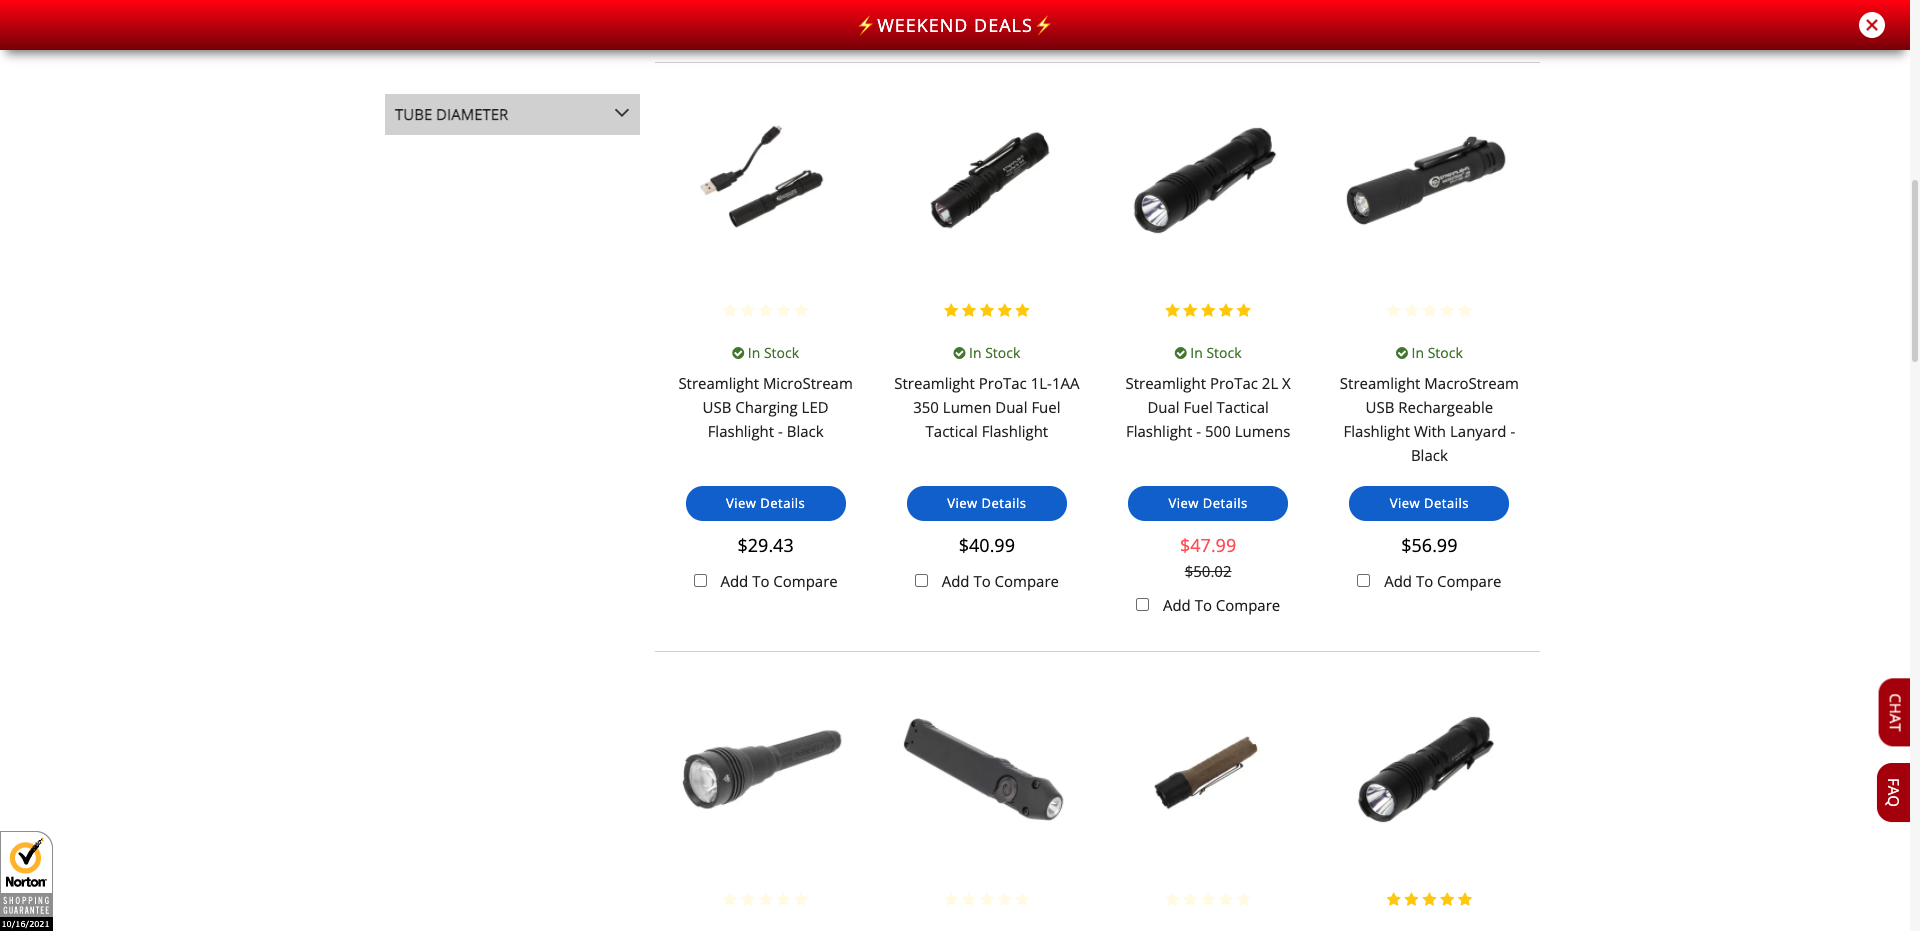 ⚡WEEKEND DEALS⚡
TUBE DIAMETER
In Stock
Streamlight MicroStream
USB Charging LED
Flashlight - Black
View Details
$29.43
Add To Compare
In Stock
Streamlight ProTac 1L-1AA
350 Lumen Dual Fuel
Tactical Flashlight
View Details
$40.99
Add To Compare
In Stock
Streamlight ProTac 2L X
Dual Fuel Tactical
Flashlight - 500 Lumens
View Details
$47.99
$50.02
Add To Compare
In Stock
Streamlight MacroStream
USB Rechargeable
Flashlight With Lanyard -
Black
View Details
$56.99
Add To Compare
CHAT
FAQ
Norton
SHOPPING
GUARANTEE
10/16/2021